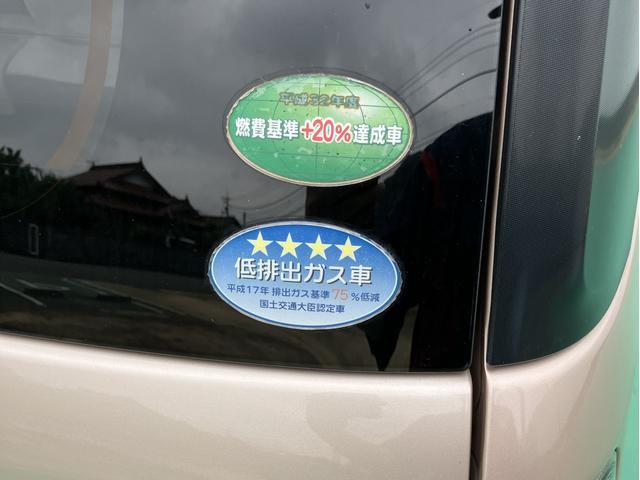 平成32年度
燃費基準+20%達成車
低排出ガス車
平成17年 排出ガス基準75%低減
国土交通大臣認定車